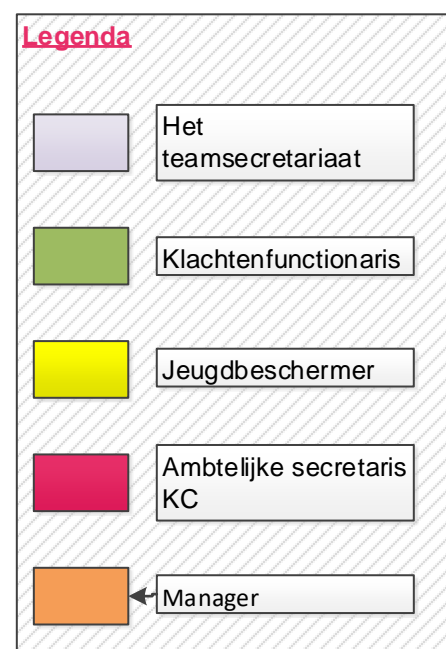 Legenda
Het
teamsecretariaat
Klachtenfunctionaris
Jeugdbeschermer
Ambtelijke secretaris
KC
Manager